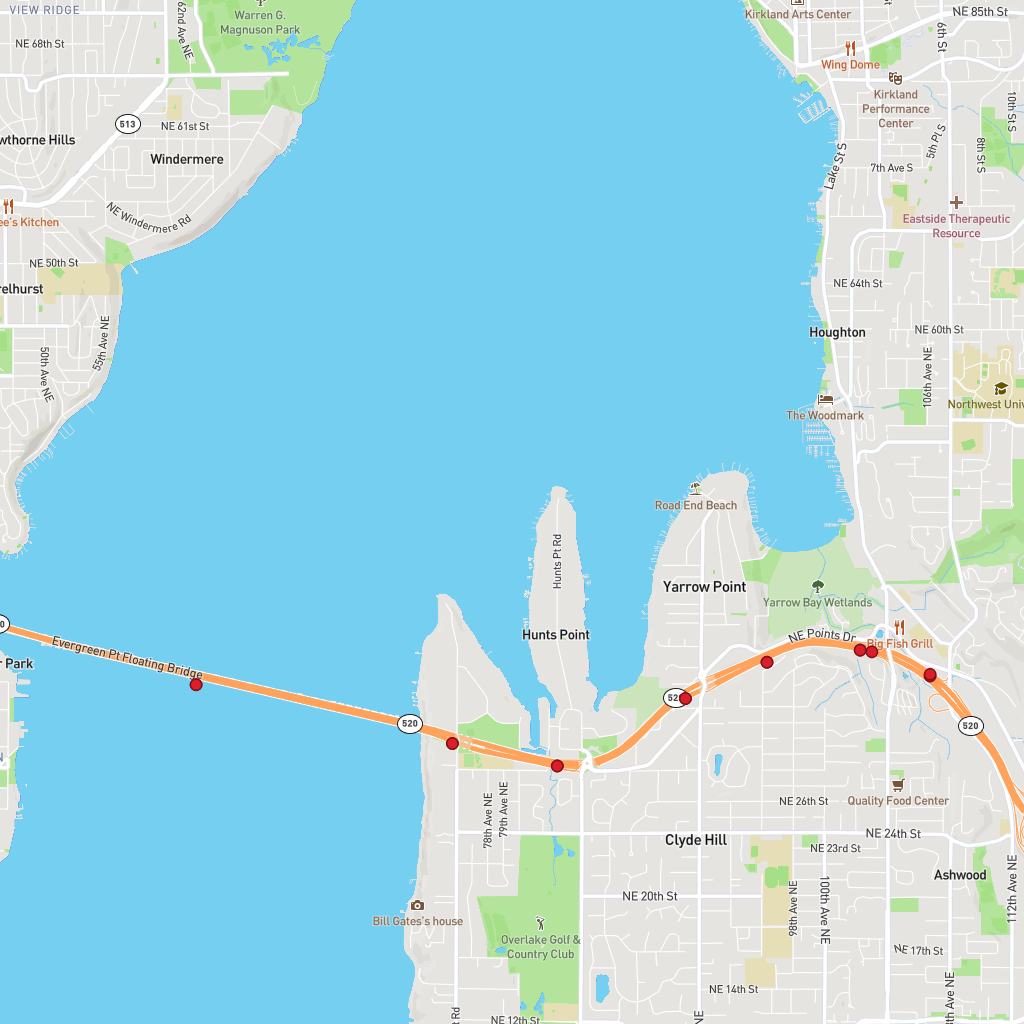 VIEW RIDGE
62nd Ave NE
Warren G.
Magnuson Park
NE 68th St
Kirkland Arts Center
NE 85th St
6th St
Wing Dome
Kirkland
Performance
Center
10th St S
513
NE 61st St
5th Pl S
8th St S
wthorne Hills
Windermere
Lake St S
7th Ave S
ee's Kitchen
NE Windermere Rd
Eastside Therapeutic
Resource
NE 50th St
relhurst
NE 64th St
55th Ave NE
50th Ave NE
Houghton
NE 60th St
106th Ave NE
Northwest Univ
The Woodmark
Road End Beach
Hunts Pt Rd
Yarrow Point
Yarrow Bay Wetlands
0
Evergreen Pt Floating Bridge
Hunts Point
NE Points Dr
Big Fish Grill
r Park
520
520
520
NE 26th St
Quality Food Center
78th Ave NE
79th Ave NE
Clyde Hill
NE 24th St
NE 23rd St
Ashwood
112th Ave NE
NE 20th St
98th Ave NE
100th Ave NE
Bill Gates's house
Overlake Golf &
Country Club
NE 17th St
NE 14th St
NE 12th St
t Rd
NE
NE